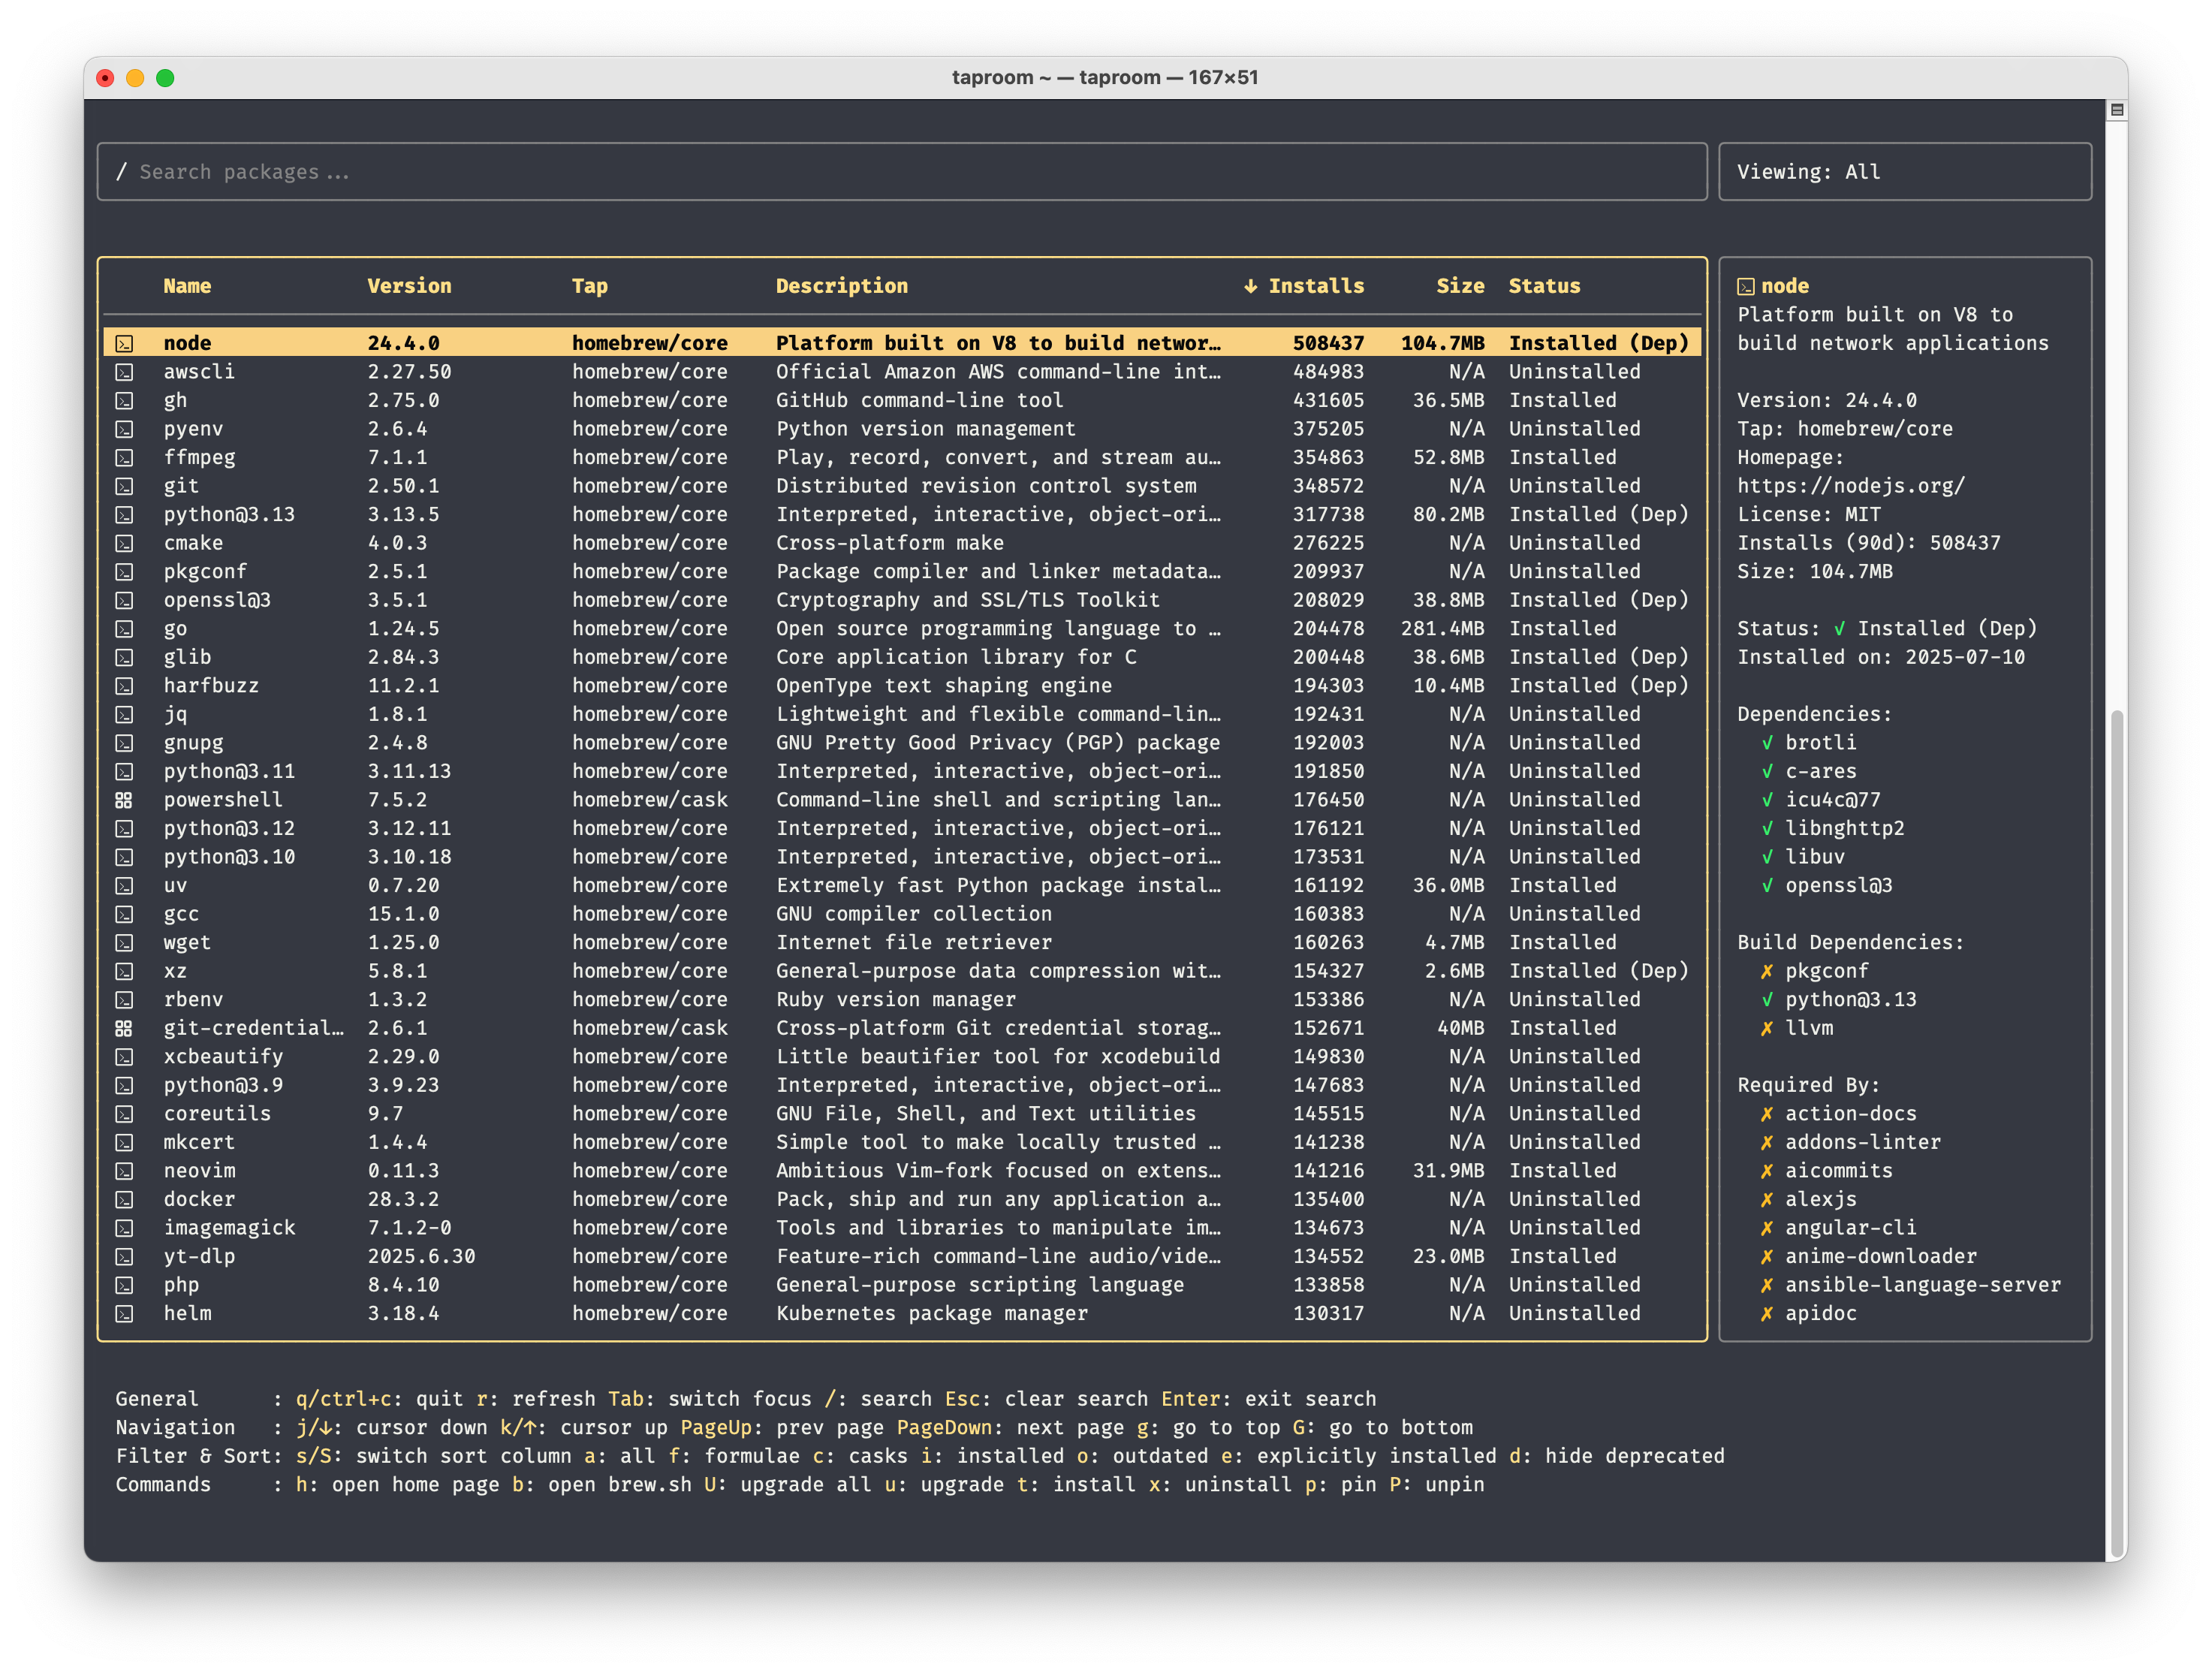 taproom ~ — taproom — 167×51
/ Search packages... Viewing: All
Name Version Tap Description ↓ Installs Size Status
node 24.4.0 homebrew/core Platform built on V8 to build networ… 508437 104.7MB Installed (Dep)
awscli 2.27.50 homebrew/core Official Amazon AWS command-line int… 484983 N/A Uninstalled
gh 2.75.0 homebrew/core GitHub command-line tool 431605 36.5MB Installed
pyenv 2.6.4 homebrew/core Python version management 375205 N/A Uninstalled
ffmpeg 7.1.1 homebrew/core Play, record, convert, and stream au… 354863 52.8MB Installed
git 2.50.1 homebrew/core Distributed revision control system 348572 N/A Uninstalled
python@3.13 3.13.5 homebrew/core Interpreted, interactive, object-ori… 317738 80.2MB Installed (Dep)
cmake 4.0.3 homebrew/core Cross-platform make 276225 N/A Uninstalled
pkgconf 2.5.1 homebrew/core Package compiler and linker metadata… 209937 N/A Uninstalled
openssl@3 3.5.1 homebrew/core Cryptography and SSL/TLS Toolkit 208029 38.8MB Installed (Dep)
go 1.24.5 homebrew/core Open source programming language to … 204478 281.4MB Installed
glib 2.84.3 homebrew/core Core application library for C 200448 38.6MB Installed (Dep)
harfbuzz 11.2.1 homebrew/core OpenType text shaping engine 194303 10.4MB Installed (Dep)
jq 1.8.1 homebrew/core Lightweight and flexible command-lin… 192431 N/A Uninstalled
gnupg 2.4.8 homebrew/core GNU Pretty Good Privacy (PGP) package 192003 N/A Uninstalled
python@3.11 3.11.13 homebrew/core Interpreted, interactive, object-ori… 191850 N/A Uninstalled
powershell 7.5.2 homebrew/cask Command-line shell and scripting lan… 176450 N/A Uninstalled
python@3.12 3.12.11 homebrew/core Interpreted, interactive, object-ori… 176121 N/A Uninstalled
python@3.10 3.10.18 homebrew/core Interpreted, interactive, object-ori… 173531 N/A Uninstalled
uv 0.7.20 homebrew/core Extremely fast Python package instal… 161192 36.0MB Installed
gcc 15.1.0 homebrew/core GNU compiler collection 160383 N/A Uninstalled
wget 1.25.0 homebrew/core Internet file retriever 160263 4.7MB Installed
xz 5.8.1 homebrew/core General-purpose data compression wit… 154327 2.6MB Installed (Dep)
rbenv 1.3.2 homebrew/core Ruby version manager 153386 N/A Uninstalled
git-credential… 2.6.1 homebrew/cask Cross-platform Git credential storag… 152671 40MB Installed
xcbeautify 2.29.0 homebrew/core Little beautifier tool for xcodebuild 149830 N/A Uninstalled
python@3.9 3.9.23 homebrew/core Interpreted, interactive, object-ori… 147683 N/A Uninstalled
coreutils 9.7 homebrew/core GNU File, Shell, and Text utilities 145515 N/A Uninstalled
mkcert 1.4.4 homebrew/core Simple tool to make locally trusted … 141238 N/A Uninstalled
neovim 0.11.3 homebrew/core Ambitious Vim-fork focused on extens… 141216 31.9MB Installed
docker 28.3.2 homebrew/core Pack, ship and run any application a… 135400 N/A Uninstalled
imagemagick 7.1.2-0 homebrew/core Tools and libraries to manipulate im… 134673 N/A Uninstalled
yt-dlp 2025.6.30 homebrew/core Feature-rich command-line audio/vide… 134552 23.0MB Installed
php 8.4.10 homebrew/core General-purpose scripting language 133858 N/A Uninstalled
helm 3.18.4 homebrew/core Kubernetes package manager 130317 N/A Uninstalled
node
Platform built on V8 to
build network applications
Version: 24.4.0
Tap: homebrew/core
Homepage:
https://nodejs.org/
License: MIT
Installs (90d): 508437
Size: 104.7MB
Status: √ Installed (Dep)
Installed on: 2025-07-10
Dependencies:
√ brotli
√ c-ares
√ icu4c@77
√ libnghttp2
√ libuv
√ openssl@3
Build Dependencies:
✗ pkgconf
√ python@3.13
✗ llvm
Required By:
✗ action-docs
✗ addons-linter
✗ aicommits
✗ alexjs
✗ angular-cli
✗ anime-downloader
✗ ansible-language-server
✗ apidoc
General : q/ctrl+c: quit r: refresh Tab: switch focus /: search Esc: clear search Enter: exit search
Navigation : j/↓: cursor down k/↑: cursor up PageUp: prev page PageDown: next page g: go to top G: go to bottom
Filter & Sort: s/S: switch sort column a: all f: formulae c: casks i: installed o: outdated e: explicitly installed d: hide deprecated
Commands : h: open home page b: open brew.sh U: upgrade all u: upgrade t: install x: uninstall p: pin P: unpin